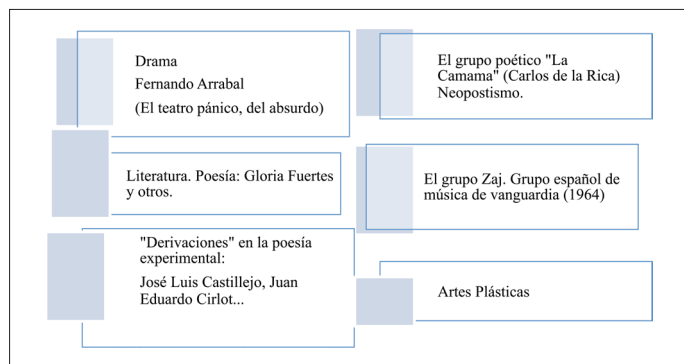 Drama
Fernando Arrabal
(El teatro pánico, del absurdo)
Literatura. Poesía: Gloria Fuertes
y otros.
"Derivaciones" en la poesía
experimental:
José Luis Castillejo, Juan
Eduardo Cirlot...
El grupo poético "La
Camama" (Carlos de la Rica)
Neopostismo.
El grupo Zaj. Grupo español de
música de vanguardia (1964)
Artes Plásticas